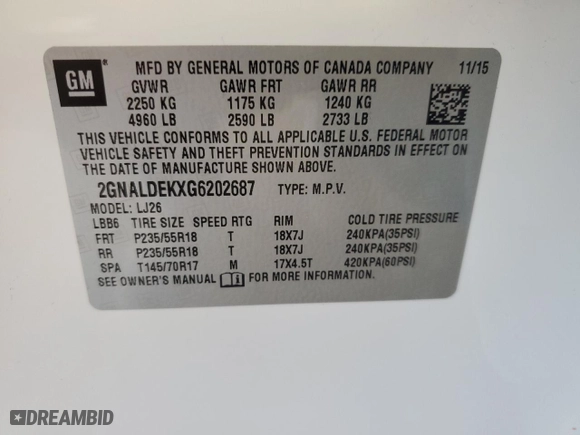 GM
MFD BY GENERAL MOTORS OF CANADA COMPANY 11/15
GVWR GAWR FRT GAWR RR
2250 KG 1175 KG 1240 KG
4960 LB 2590 LB 2733 LB
THIS VEHICLE CONFORMS TO ALL APPLICABLE U.S. FEDERAL MOTOR
VEHICLE SAFETY AND THEFT PREVENTION STANDARDS IN EFFECT ON
THE DATE OF MANUFACTURE SHOWN ABOVE.
2GNALDEKXG6202687 TYPE: M.P.V.
MODEL: LJ26
LBB6 TIRE SIZE SPEED RTG RIM COLD TIRE PRESSURE
FRT P235/55R18 T 18X7J 240KPA(35PSI)
RR P235/55R18 T 18X7J 240KPA(35PSI)
SPA T145/70R17 M 17X4.5T 420KPA(60PSI)
SEE OWNER'S MANUAL FOR MORE INFORMATION.
DREAMBID